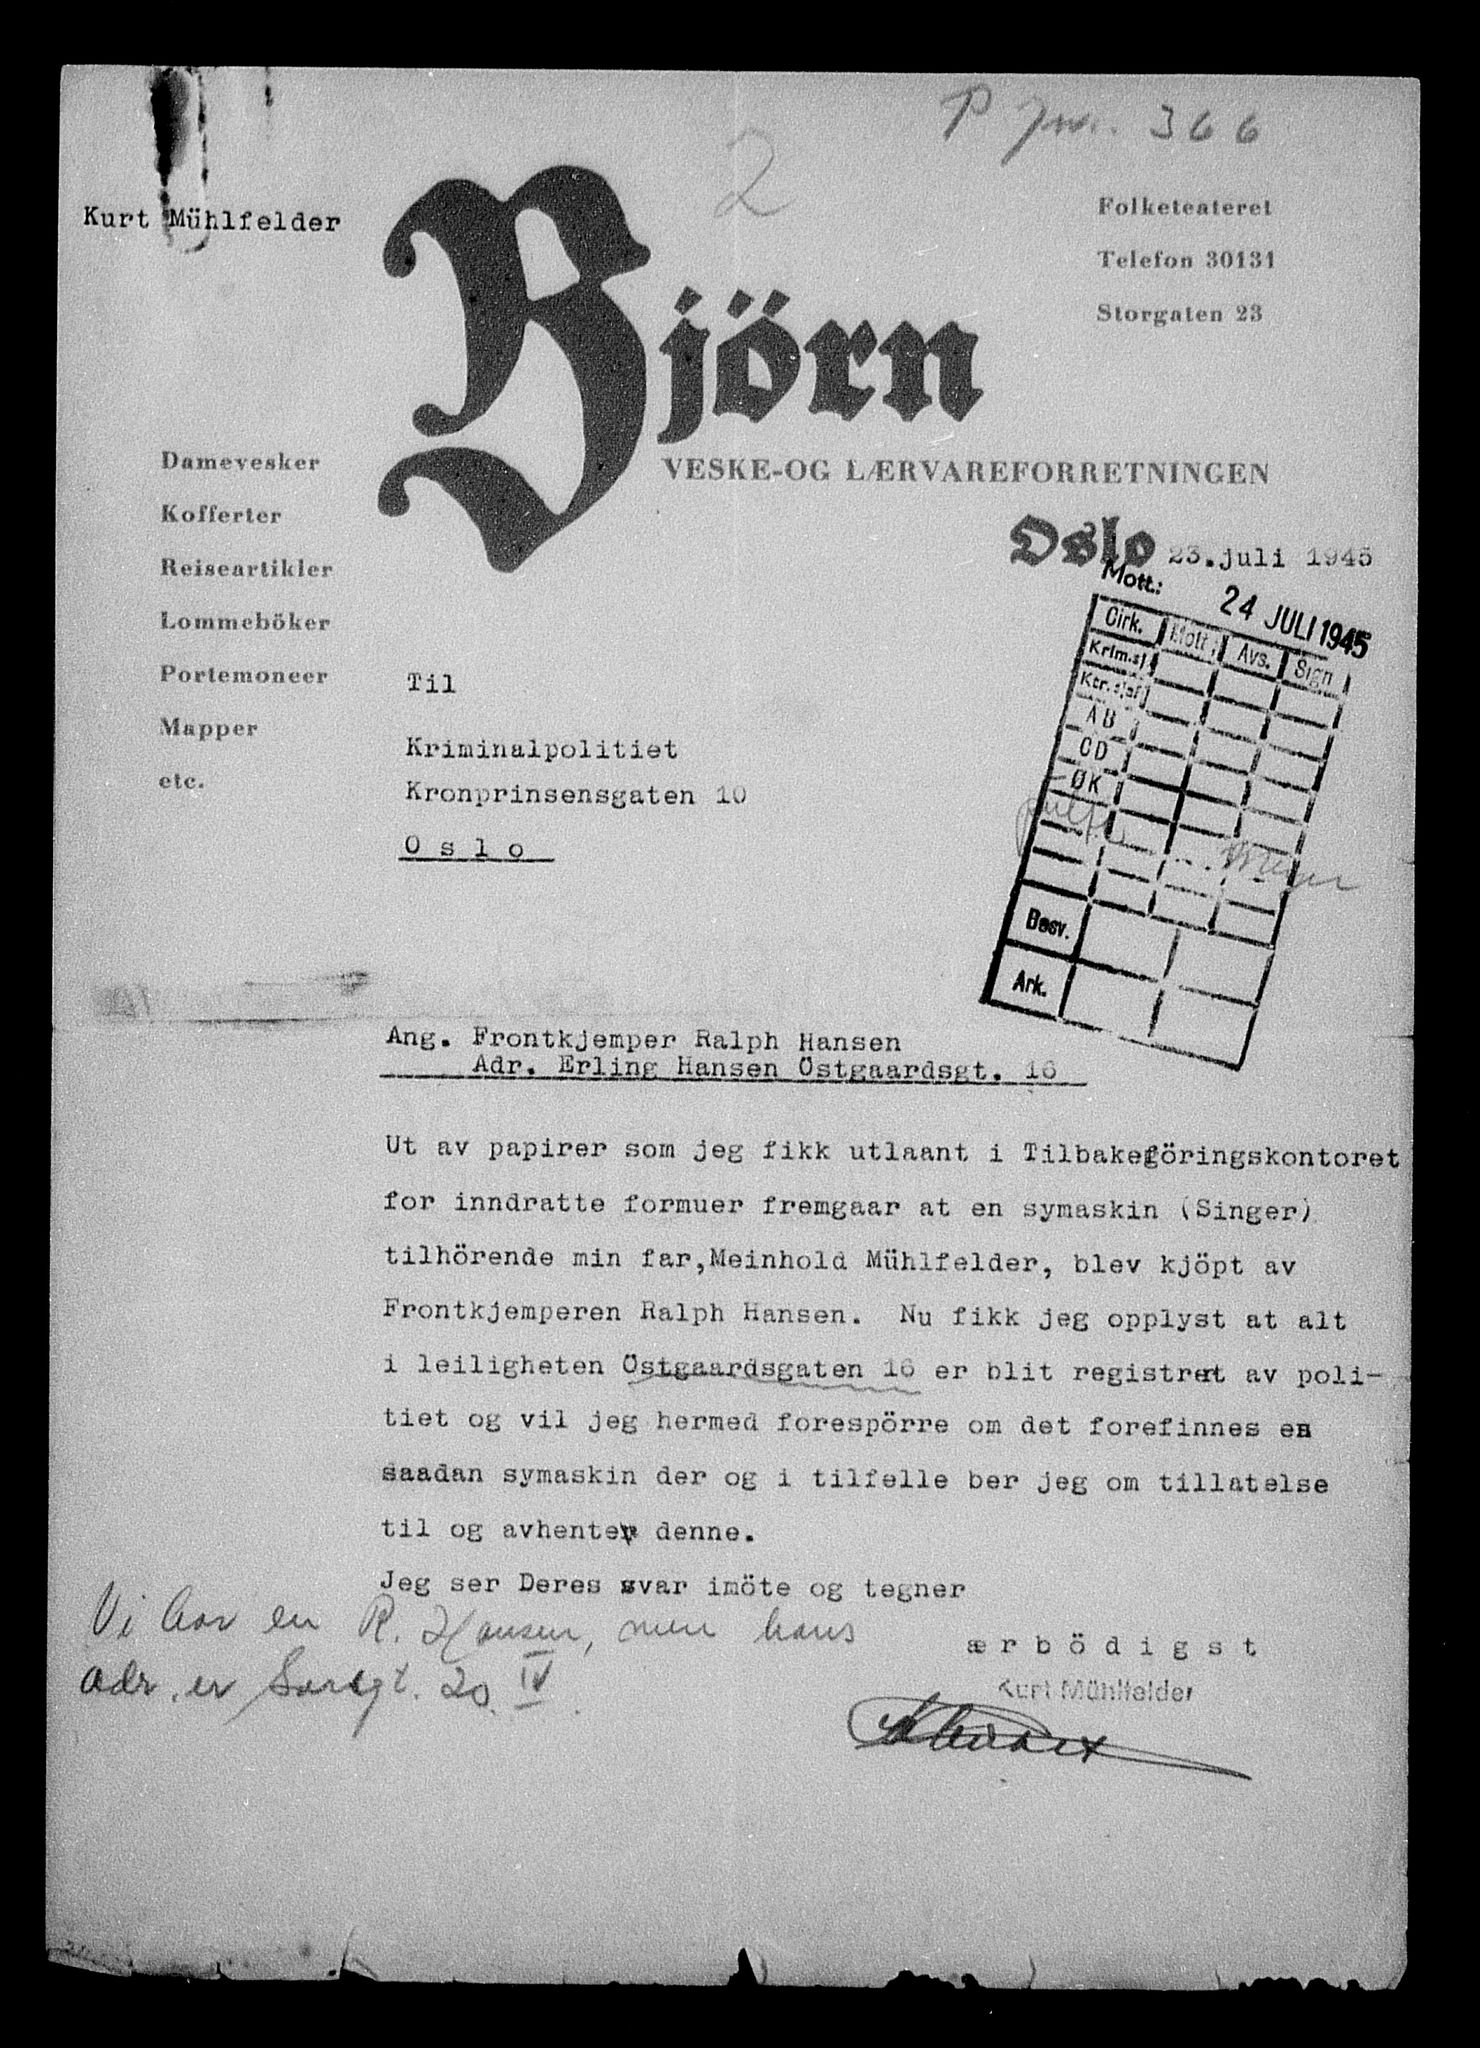 P Jnr. 366
2
Kurt Mühlfelder
Folketeateret
Telefon 30131
Storgaten 23
Björn
VESKE-OG LÆRVAREFORRETNINGEN
Damevesker
Kofferter
Reiseartikler
Lommeböker
Portemoneer
Mapper
etc.
Oslo 23.juli 1945
Mott.: 24 JULI 1945
Cirk. Mott. Avs. Sign
Krim.sj.
Ktr.sjef
AB
CD
ØK
Besv.
Ark.
Til
Kriminalpolitiet
Kronprinsensgaten 10
O s l o
Ang. Frontkjemper Ralph Hansen
Adr. Erling Hansen Östgaardsgt. 16
Ut av papirer som jeg fikk utlaant i Tilbakeföringskontoret
for inndratte formuer fremgaar at en symaskin (Singer)
tilhörende min far,Meinhold Mühlfelder, blev kjöpt av
Frontkjemperen Ralph Hansen. Nu fikk jeg opplyst at alt
i leiligheten Östgaardsgaten 16 er blit registrert av poli-
tiet og vil jeg hermed forespörre om det forefinnes en
saadan symaskin der og i tilfelle ber jeg om tillatelse
til og avhente denne.
Jeg ser Deres svar imöte og tegner
ærbödigst
Kurt Mühlfelder
Vi har en R. Hansen, men hans
adr. er 20 IV